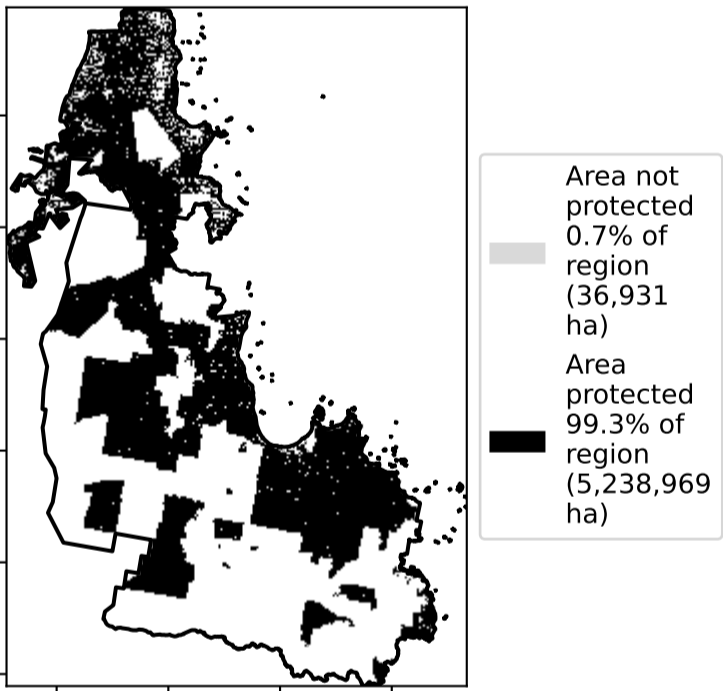 Area not
protected
0.7% of
region
(36,931
ha)
Area
protected
99.3% of
region
(5,238,969
ha)